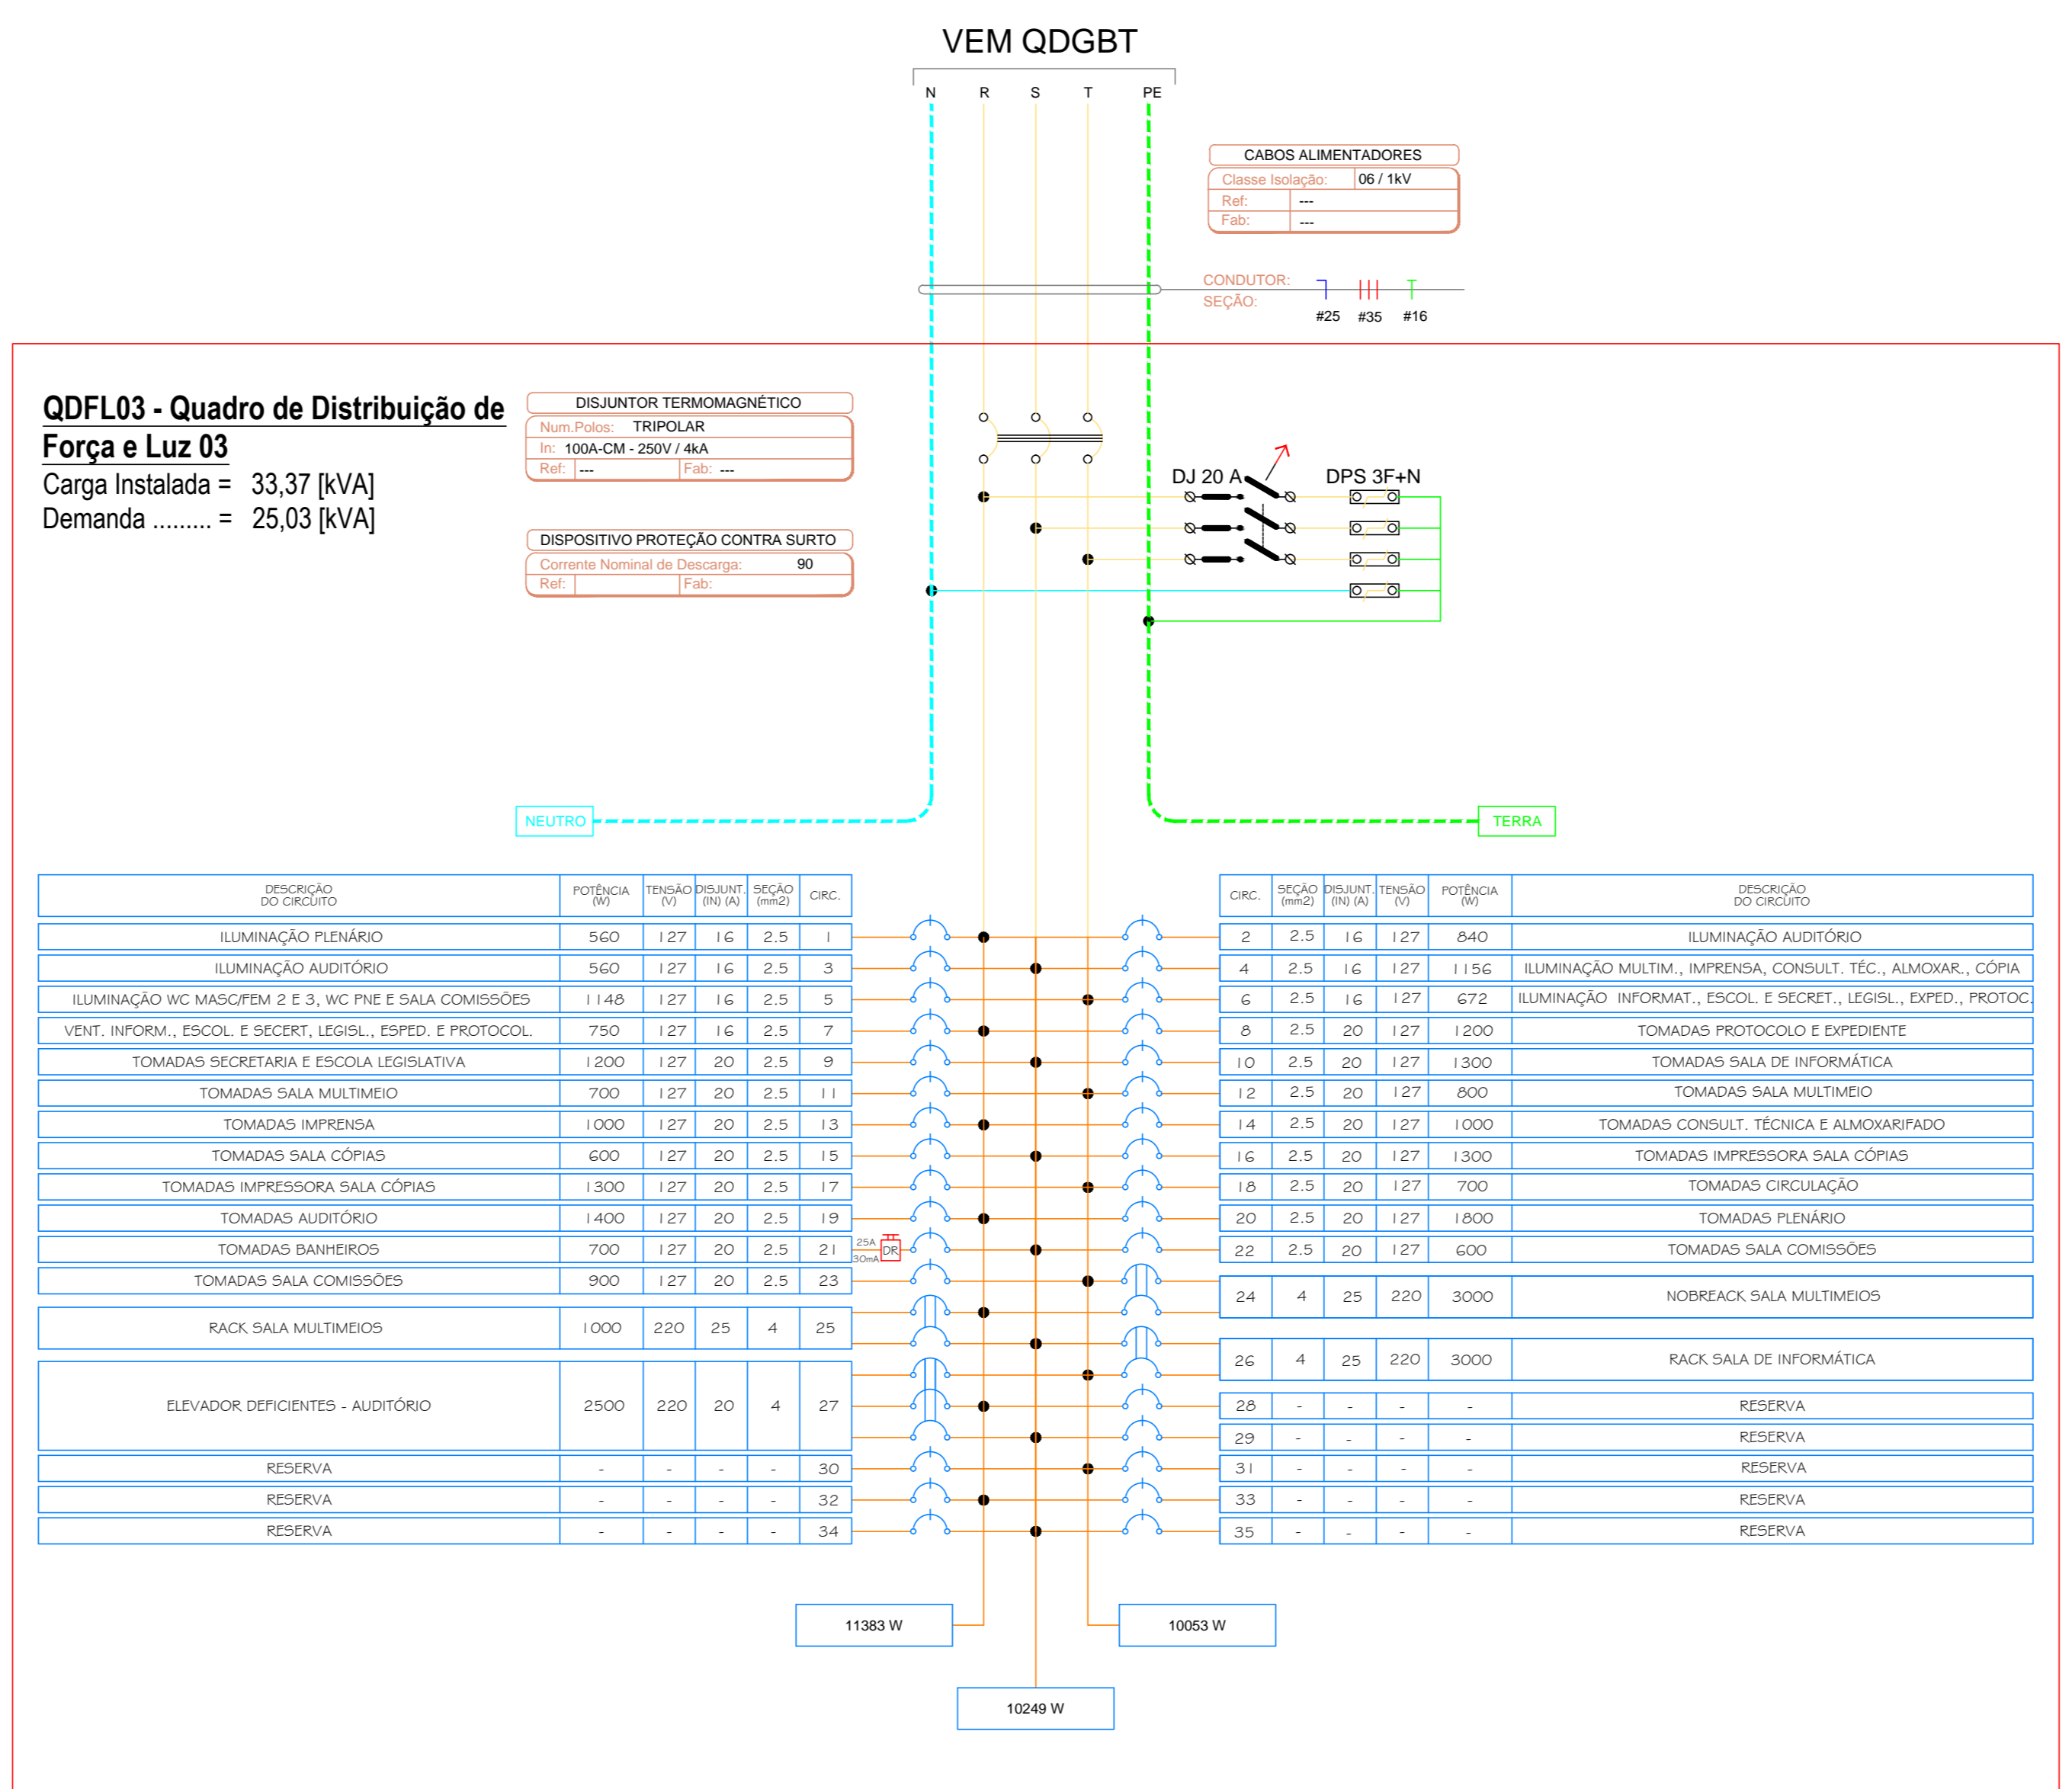 VEM QDGBT
N R S T PE
CABOS ALIMENTADORES
Classe Isolação: 06 / 1kV
Ref: ---
Fab: ---
CONDUTOR:
SEÇÃO: #25 #35 #16
QDFL03 - Quadro de Distribuição de
Força e Luz 03
Carga Instalada = 33,37 [kVA]
Demanda ......... = 25,03 [kVA]
DISJUNTOR TERMOMAGNÉTICO
Num.Polos: TRIPOLAR
In: 100A-CM - 250V / 4kA
Ref: --- Fab: ---
DISPOSITIVO PROTEÇÃO CONTRA SURTO
Corrente Nominal de Descarga: 90
Ref: Fab:
DJ 20 A DPS 3F+N
NEUTRO
TERRA
DESCRIÇÃO DO CIRCUITO POTÊNCIA (W) TENSÃO (V) DISJUNT. (IN) (A) SEÇÃO (mm2) CIRC.
ILUMINAÇÃO PLENÁRIO 560 127 16 2.5 1
ILUMINAÇÃO AUDITÓRIO 560 127 16 2.5 3
ILUMINAÇÃO WC MASC/FEM 2 E 3, WC PNE E SALA COMISSÕES 1148 127 16 2.5 5
VENT. INFORM., ESCOL. E SECERT, LEGISL., ESPED. E PROTOCOL. 750 127 16 2.5 7
TOMADAS SECRETARIA E ESCOLA LEGISLATIVA 1200 127 20 2.5 9
TOMADAS SALA MULTIMEIO 700 127 20 2.5 11
TOMADAS IMPRENSA 1000 127 20 2.5 13
TOMADAS SALA CÓPIAS 600 127 20 2.5 15
TOMADAS IMPRESSORA SALA CÓPIAS 1300 127 20 2.5 17
TOMADAS AUDITÓRIO 1400 127 20 2.5 19
TOMADAS BANHEIROS 700 127 20 2.5 21
25A
30mA
DR
TOMADAS SALA COMISSÕES 900 127 20 2.5 23
RACK SALA MULTIMEIOS 1000 220 25 4 25
ELEVADOR DEFICIENTES - AUDITÓRIO 2500 220 20 4 27
RESERVA - - - - 30
RESERVA - - - - 32
RESERVA - - - - 34
CIRC. SEÇÃO (mm2) DISJUNT. (IN) (A) TENSÃO (V) POTÊNCIA (W) DESCRIÇÃO DO CIRCUITO
2 2.5 16 127 840 ILUMINAÇÃO AUDITÓRIO
4 2.5 16 127 1156 ILUMINAÇÃO MULTIM., IMPRENSA, CONSULT. TÉC., ALMOXAR., CÓPIA
6 2.5 16 127 672 ILUMINAÇÃO INFORMAT., ESCOL. E SECRET., LEGISL., EXPED., PROTOC.
8 2.5 20 127 1200 TOMADAS PROTOCOLO E EXPEDIENTE
10 2.5 20 127 1300 TOMADAS SALA DE INFORMÁTICA
12 2.5 20 127 800 TOMADAS SALA MULTIMEIO
14 2.5 20 127 1000 TOMADAS CONSULT. TÉCNICA E ALMOXARIFADO
16 2.5 20 127 1300 TOMADAS IMPRESSORA SALA CÓPIAS
18 2.5 20 127 700 TOMADAS CIRCULAÇÃO
20 2.5 20 127 1800 TOMADAS PLENÁRIO
22 2.5 20 127 600 TOMADAS SALA COMISSÕES
24 4 25 220 3000 NOBREACK SALA MULTIMEIOS
26 4 25 220 3000 RACK SALA DE INFORMÁTICA
28 - - - - RESERVA
29 - - - - RESERVA
31 - - - - RESERVA
33 - - - - RESERVA
35 - - - - RESERVA
11383 W
10053 W
10249 W